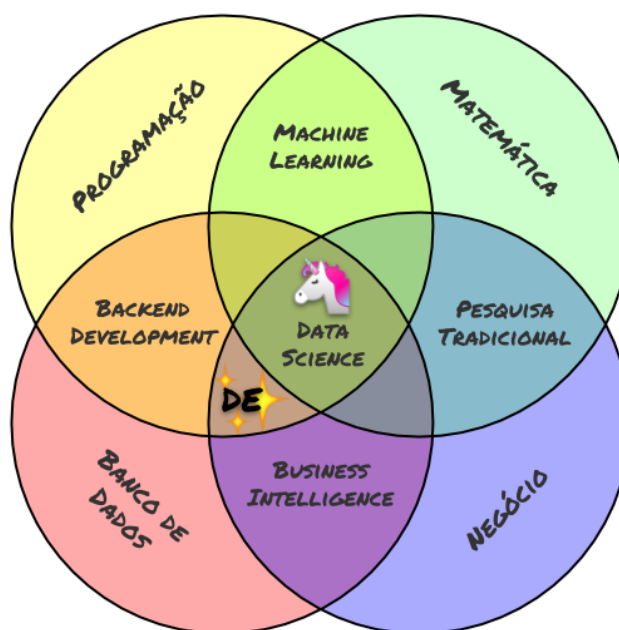 PROGRAMAÇÃO
MATEMÁTICA
MACHINE
LEARNING
BACKEND
DEVELOPMENT
DATA
SCIENCE
PESQUISA
TRADICIONAL
DE
BANCO DE
DADOS
BUSINESS
INTELLIGENCE
NEGÓCIO